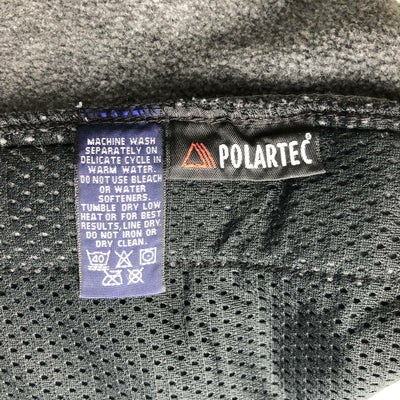 MACHINE WASH
SEPARATELY ON
DELICATE CYCLE IN
WARM WATER.
DO NOT USE BLEACH
OR WATER
SOFTENERS.
TUMBLE DRY LOW
HEAT OR FOR BEST
RESULTS, LINE DRY.
DO NOT IRON OR
DRY CLEAN.
40
POLARTEC®